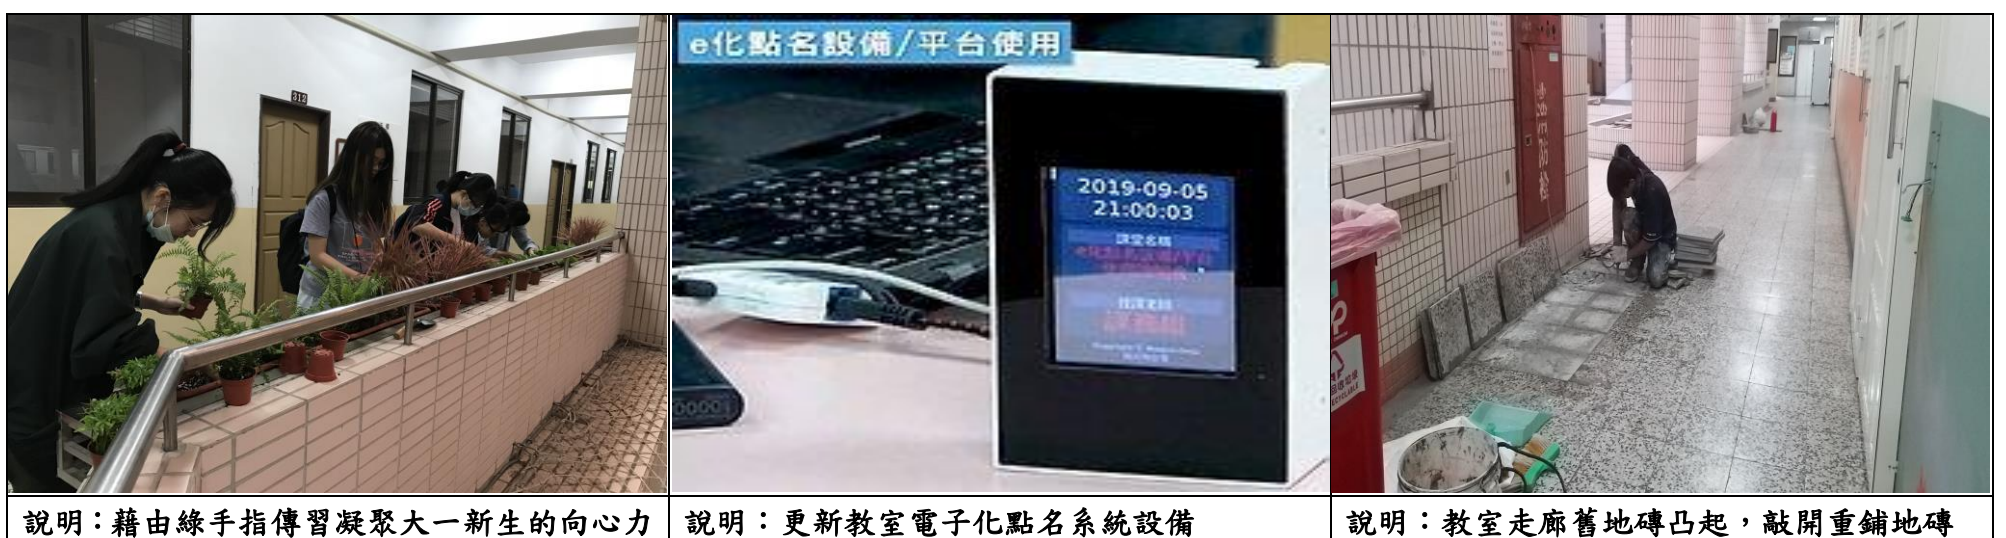 312
e化點名設備/平台使用
2019-09-05
21:00:03
課堂名稱
授課老師
消防栓
說明：藉由綠手指傳習凝聚大一新生的向心力
說明：更新教室電子化點名系統設備
說明：教室走廊舊地磚凸起，敲開重鋪地磚